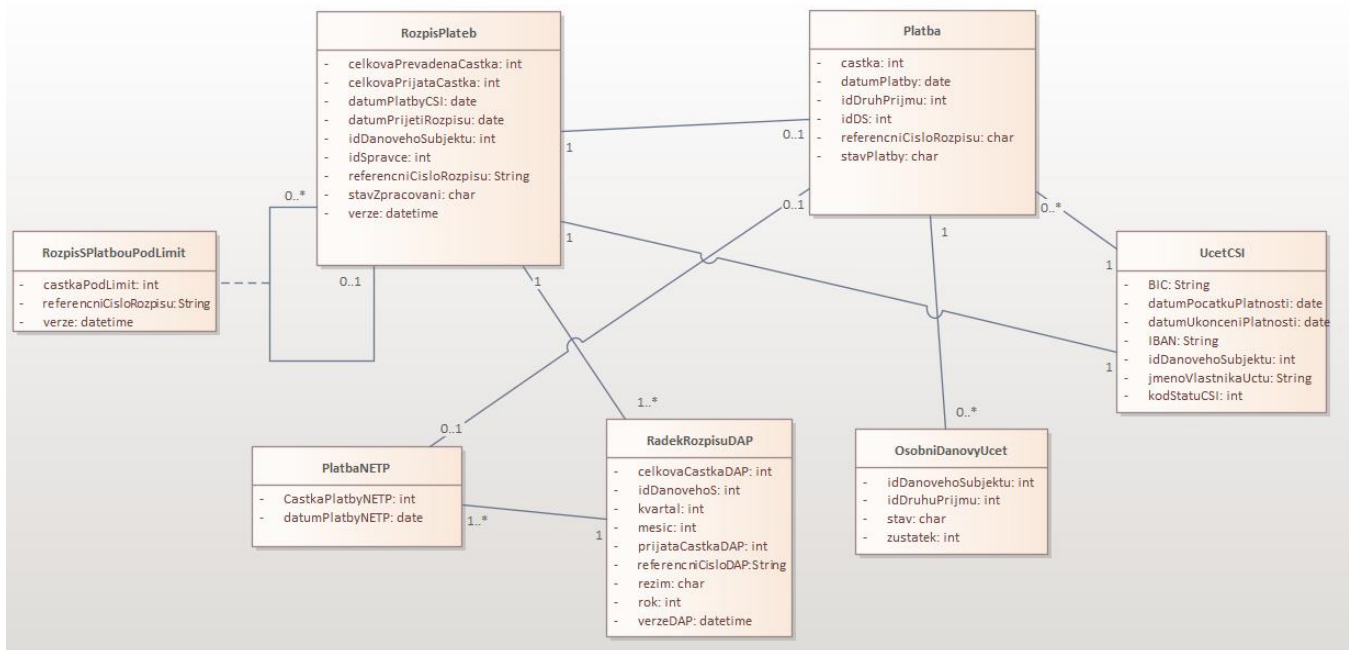 RozpisPlateb
- celkovaPrevadenaCastka: int
- celkovaPrijataCastka: int
- datumPlatbyCSI: date
- datumPrijetiRozpisu: date
- idDanovehoSubjektu: int
- idSpravce: int
- referencniCisloRozpisu: String
- stavZpracovani: char
- verze: datetime
Platba
- castka: int
- datumPlatby: date
- idDruhPrijmu: int
- idDS: int
- referencniCisloRozpisu: char
- stavPlatby: char
1
0..1
0..*
0..1
1
1
0..1
1
0..*
1
RozpisSPlatbouPodLimit
- castkaPodLimit: int
- referencniCisloRozpisu: String
- verze: datetime
UcetCSI
- BIC: String
- datumPocatkuPlatnosti: date
- datumUkonceniPlatnosti: date
- IBAN: String
- idDanovehoSubjektu: int
- jmenoVlastnikaUctu: String
- kodStatuCSI: int
1
1..*
0..1
0..*
PlatbaNETP
- CastkaPlatbyNETP: int
- datumPlatbyNETP: date
1..*
1
RadekRozpisuDAP
- celkovaCastkaDAP: int
- idDanovehoS: int
- kvartal: int
- mesic: int
- prijataCastkaDAP: int
- referencniCisloDAP:String
- rezim: char
- rok: int
- verzeDAP: datetime
OsobniDanovyUcet
- idDanovehoSubjektu: int
- idDruhuPrijmu: int
- stav: char
- zustatek: int